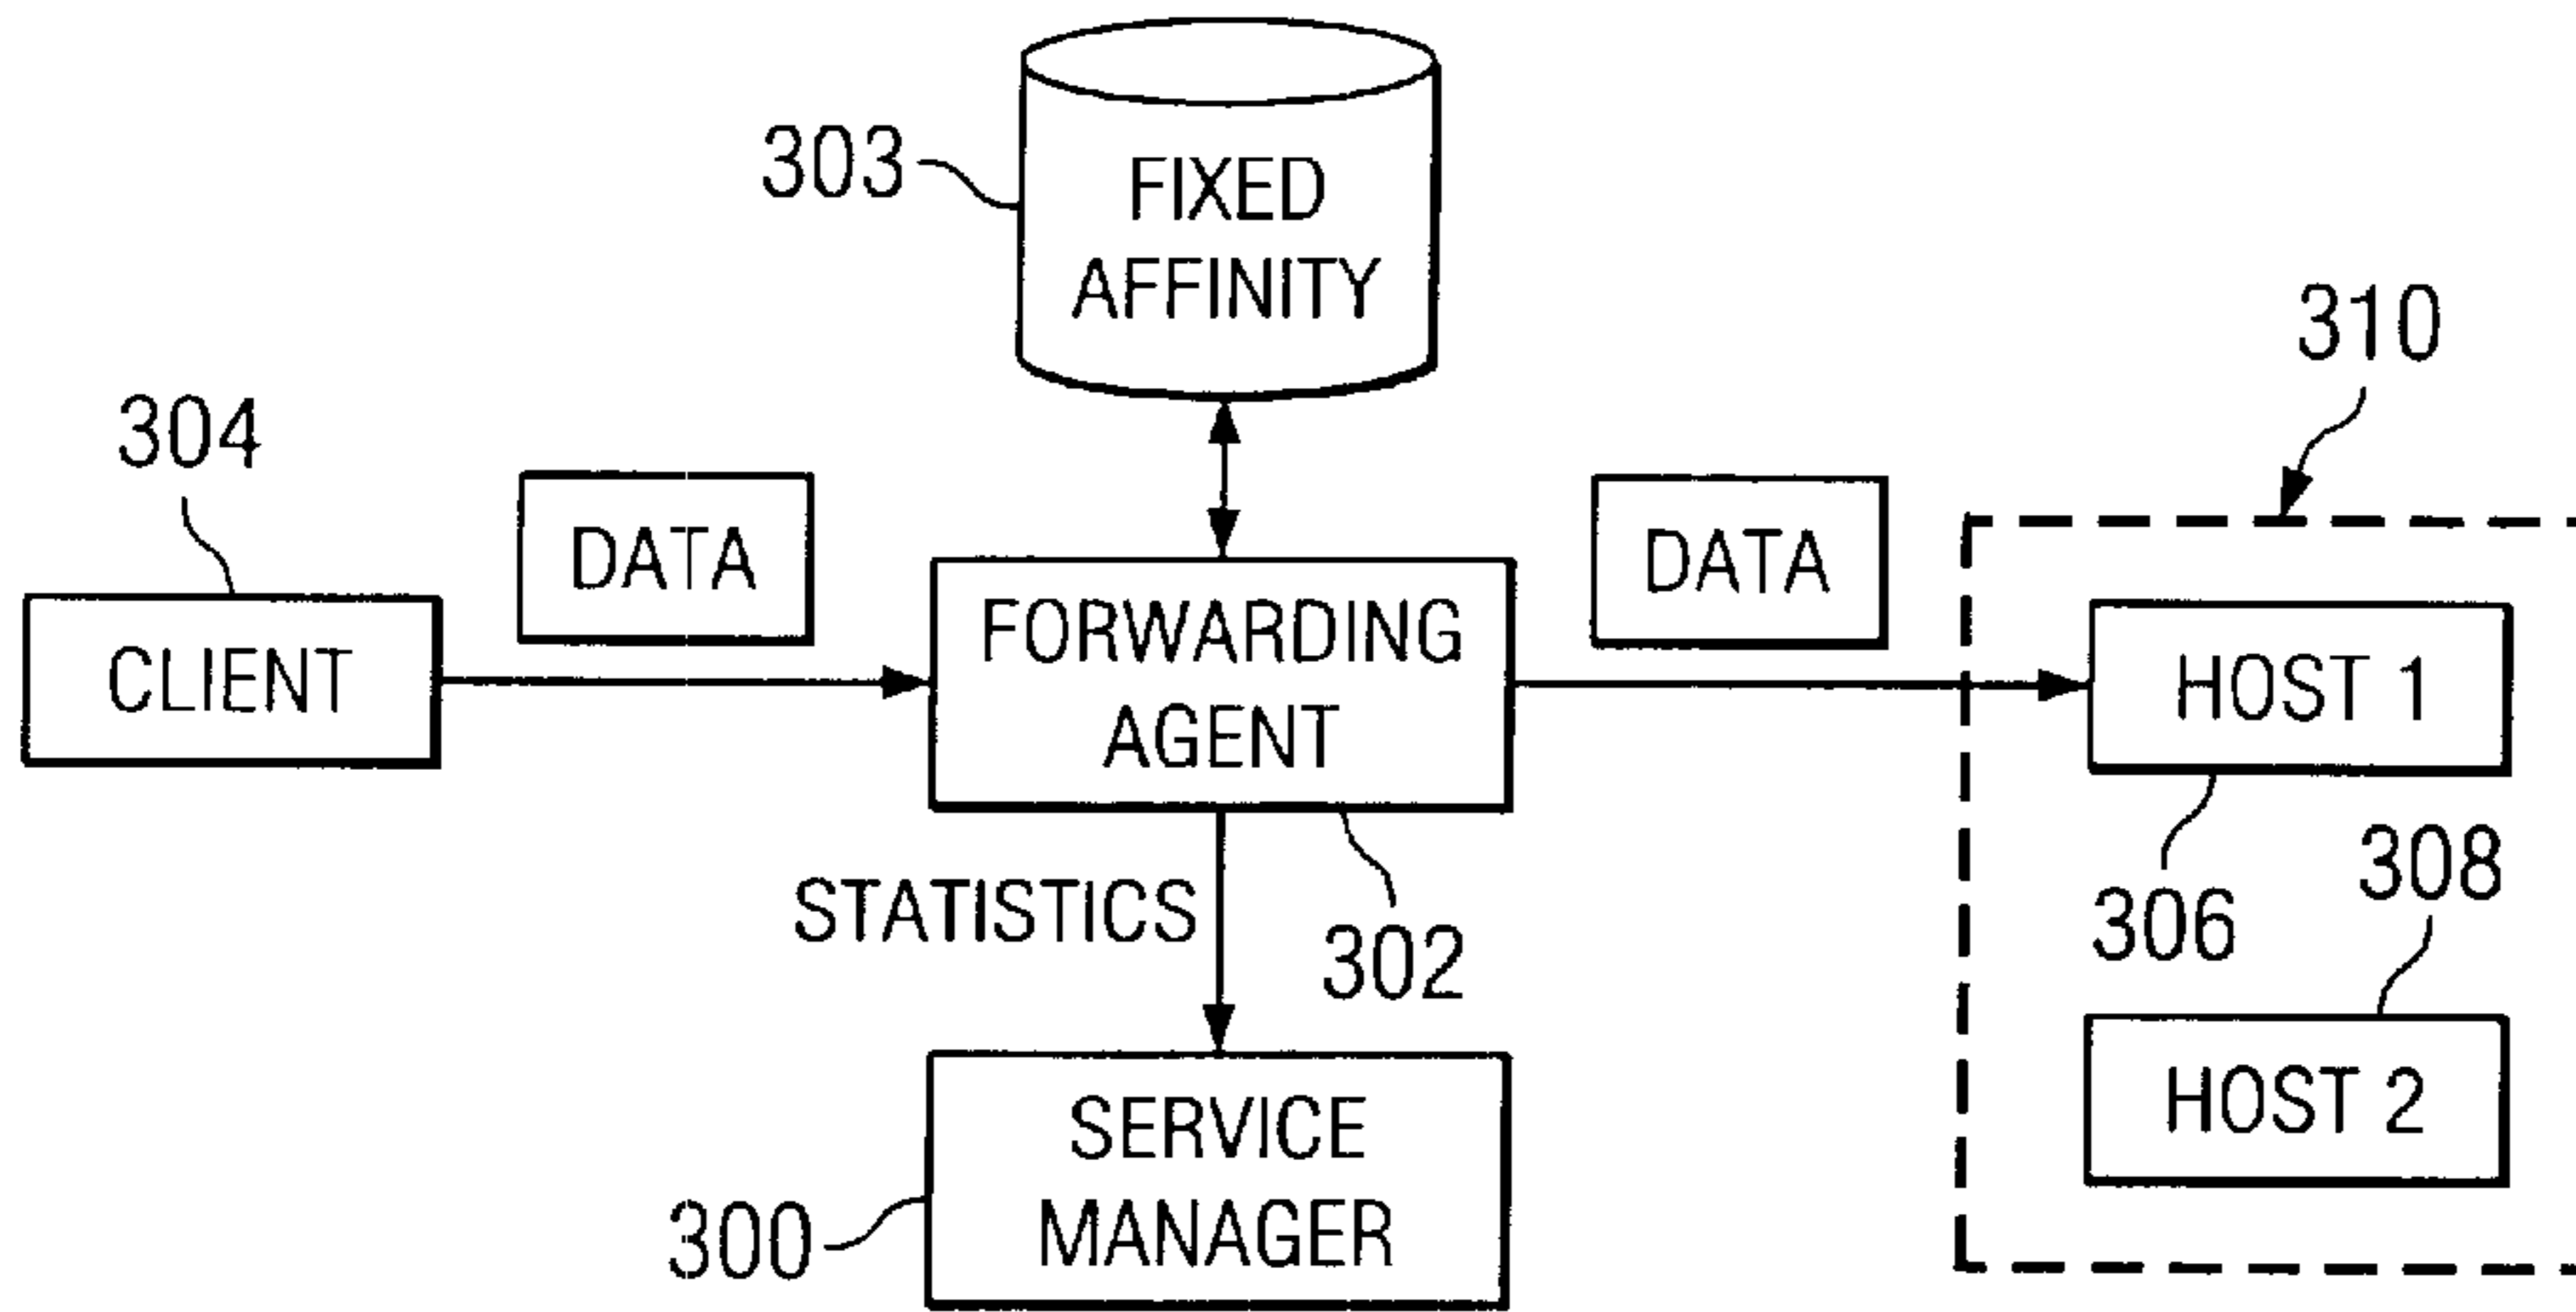 303
FIXED
AFFINITY
310
304
DATA
DATA
CLIENT
FORWARDING
AGENT
HOST 1
STATISTICS
302
306
308
HOST 2
300
SERVICE
MANAGER